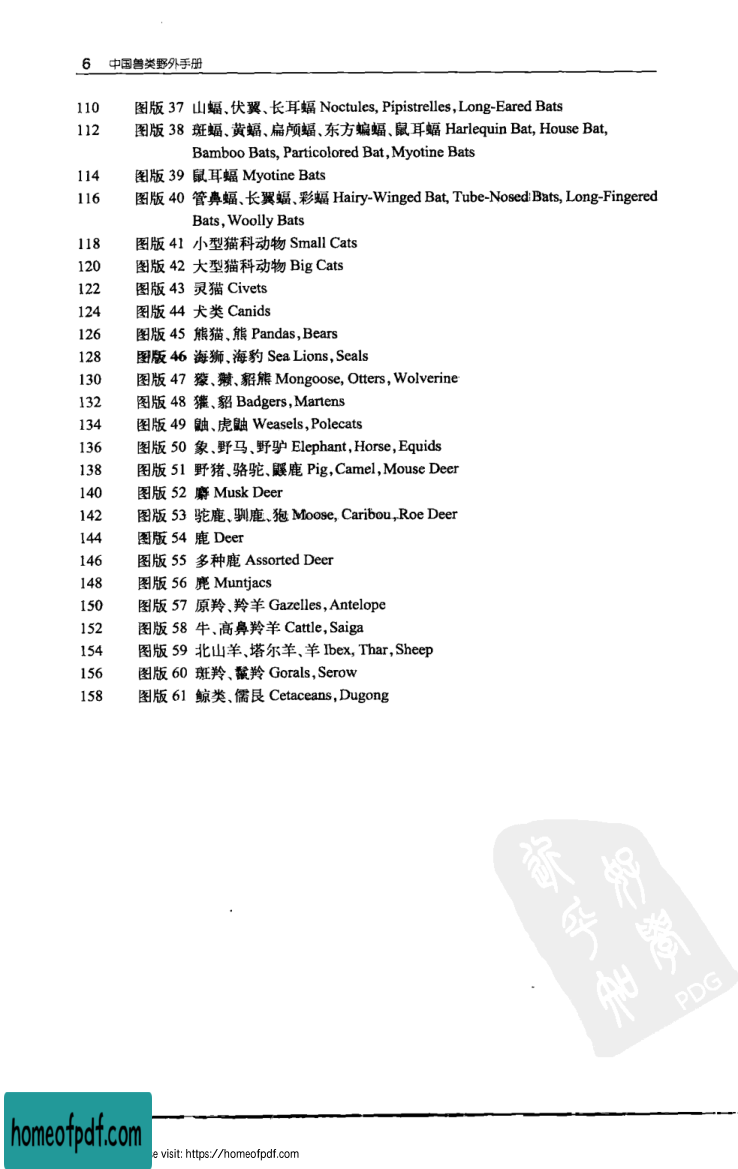 6 中国兽类野外手册
110 图版 37 山蝠、伏翼、长耳蝠 Noctules, Pipistrelles, Long-Eared Bats
112 图版 38 斑蝠、黄蝠、扁颅蝠、东方蝙蝠、鼠耳蝠 Harlequin Bat, House Bat,
Bamboo Bats, Particolored Bat, Myotine Bats
114 图版 39 鼠耳蝠 Myotine Bats
116 图版 40 管鼻蝠、长翼蝠、彩蝠 Hairy-Winged Bat, Tube-Nosed Bats, Long-Fingered
Bats, Woolly Bats
118 图版 41 小型猫科动物 Small Cats
120 图版 42 大型猫科动物 Big Cats
122 图版 43 灵猫 Civets
124 图版 44 犬类 Canids
126 图版 45 熊猫、熊 Pandas, Bears
128 图版 46 海狮、海豹 Sea Lions, Seals
130 图版 47 獴、獭、貂熊 Mongoose, Otters, Wolverine
132 图版 48 獾、貂 Badgers, Martens
134 图版 49 鼬、虎鼬 Weasels, Polecats
136 图版 50 象、野马、野驴 Elephant, Horse, Equids
138 图版 51 野猪、骆驼、鼷鹿 Pig, Camel, Mouse Deer
140 图版 52 麝 Musk Deer
142 图版 53 驼鹿、驯鹿、狍 Moose, Caribou, Roe Deer
144 图版 54 鹿 Deer
146 图版 55 多种鹿 Assorted Deer
148 图版 56 麂 Muntjacs
150 图版 57 原羚、羚羊 Gazelles, Antelope
152 图版 58 牛、高鼻羚羊 Cattle, Saiga
154 图版 59 北山羊、塔尔羊、羊 Ibex, Thar, Sheep
156 图版 60 斑羚、鬣羚 Gorals, Serow
158 图版 61 鲸类、儒艮 Cetaceans, Dugong
PDG
homeofpdf.com
e visit: https://homeofpdf.com